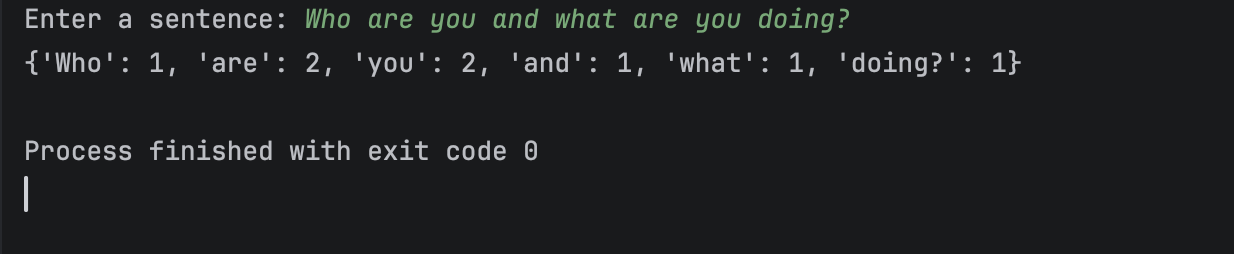 Enter a sentence: Who are you and what are you doing?
{'Who': 1, 'are': 2, 'you': 2, 'and': 1, 'what': 1, 'doing?': 1}
Process finished with exit code 0